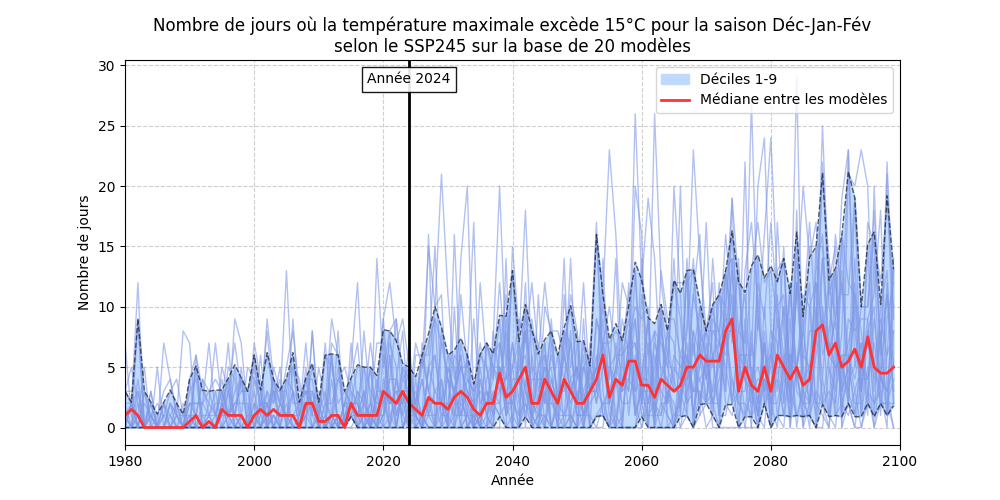 Nombre de jours où la température maximale excède 15°C pour la saison Déc-Jan-Fév
selon le SSP245 sur la base de 20 modèles
Année 2024
Déciles 1-9
Médiane entre les modèles
Nombre de jours
30
25
20
15
10
5
0
1980 2000 2020 2040 2060 2080 2100
Année